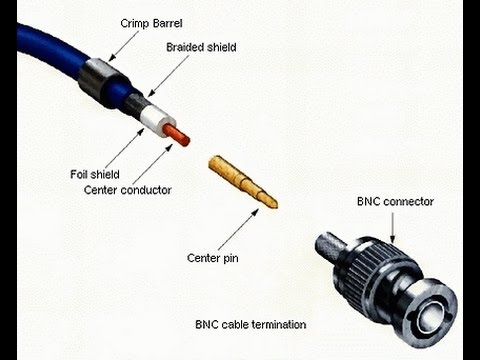 Crimp Barrel
Braided shield
Foil shield
Center conductor
Center pin
BNC connector
BNC cable termination